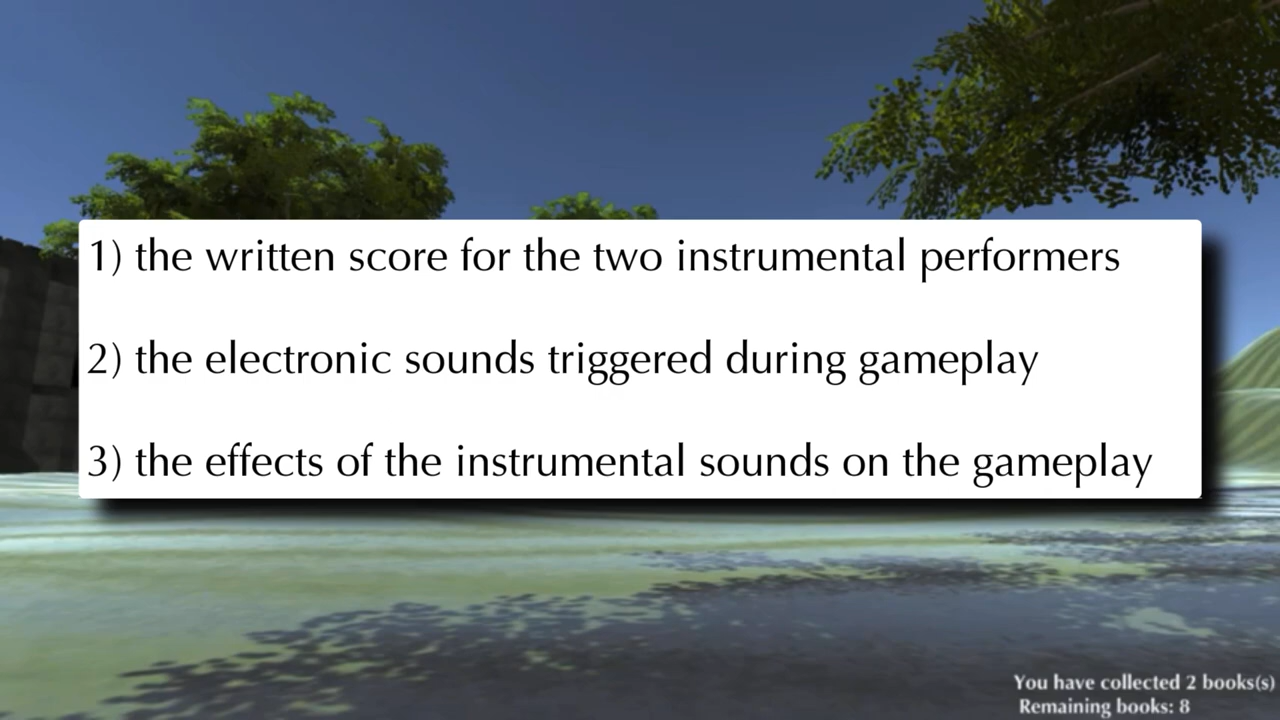 1) the written score for the two instrumental performers
2) the electronic sounds triggered during gameplay
3) the effects of the instrumental sounds on the gameplay
You have collected 2 books(s)
Remaining books: 8